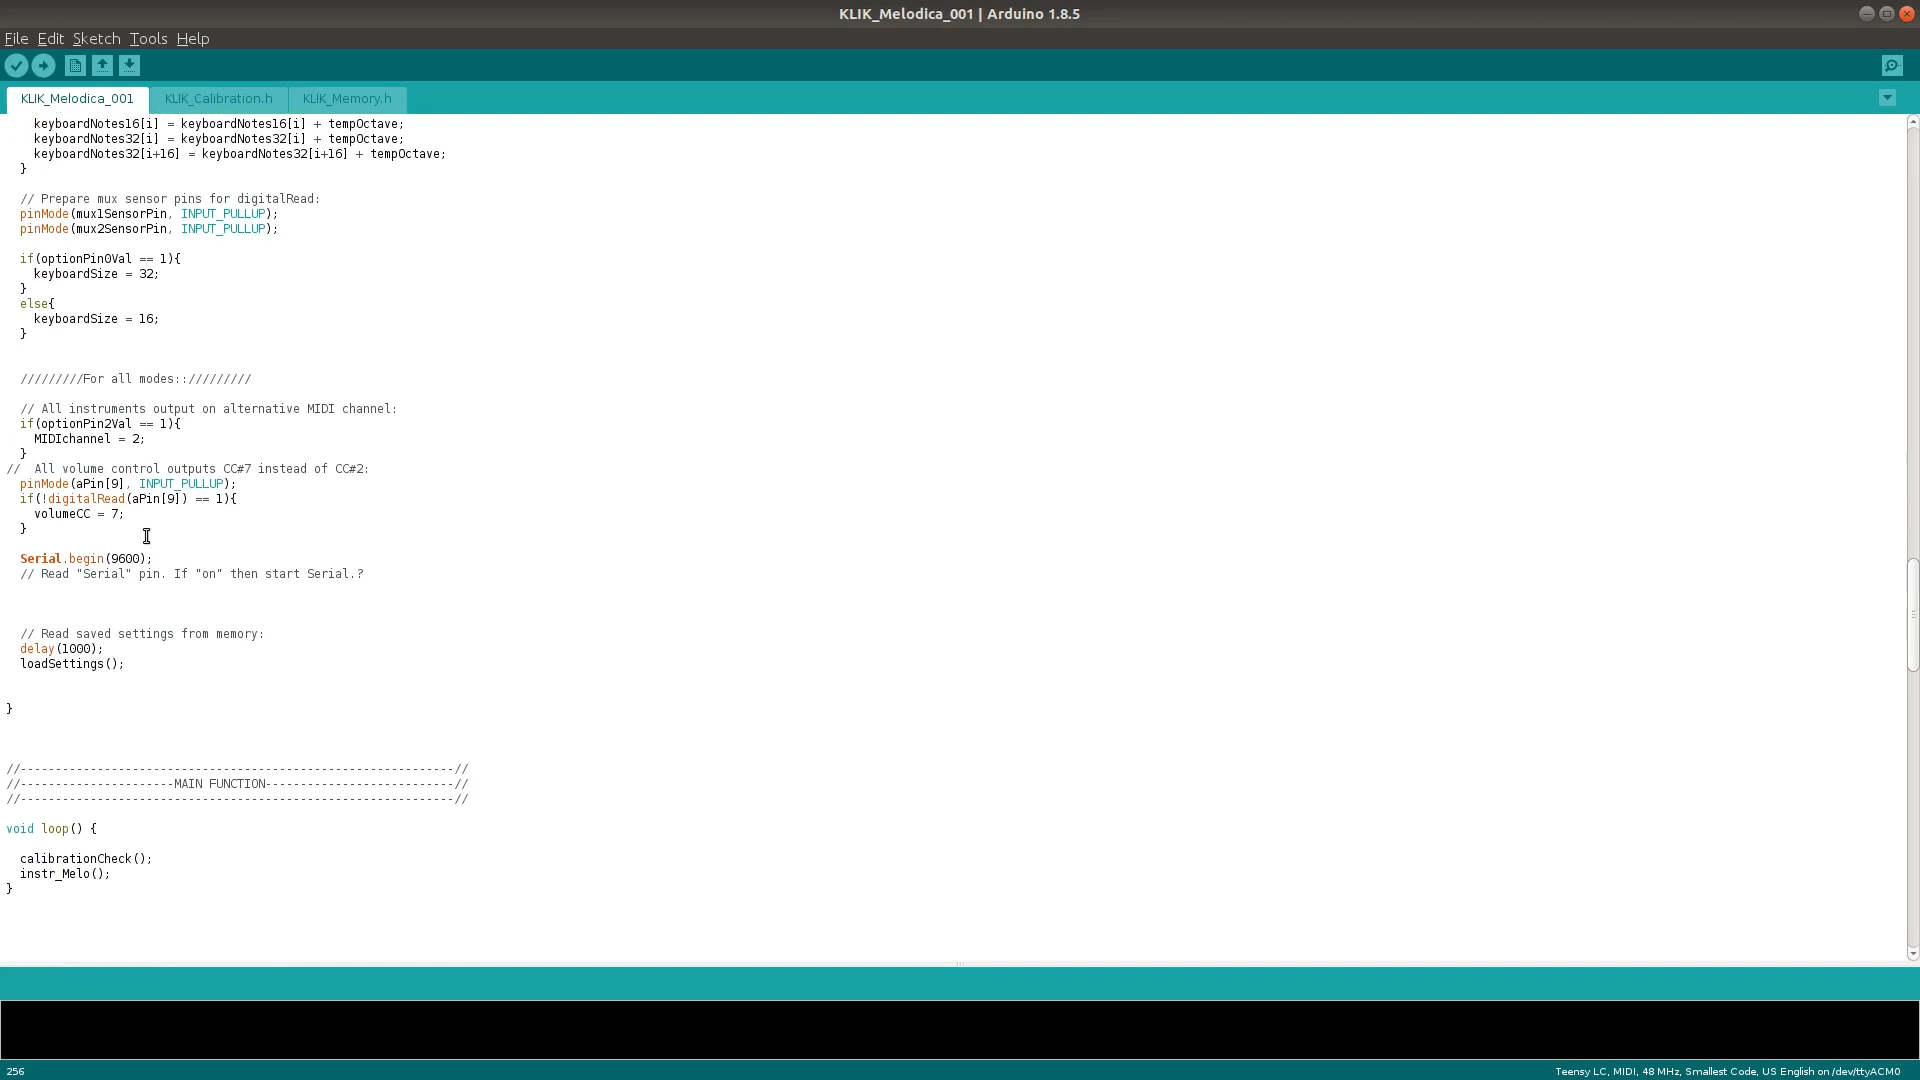 KLIK_Melodica_001 | Arduino 1.8.5
File Edit Sketch Tools Help
KLIK_Melodica_001 KLIK_Calibration.h KLIK_Memory.h
keyboardNotes16[i] = keyboardNotes16[i] + tempOctave;
keyboardNotes32[i] = keyboardNotes32[i] + tempOctave;
keyboardNotes32[i+16] = keyboardNotes32[i+16] + tempOctave;
}
// Prepare mux sensor pins for digitalRead:
pinMode(mux1SensorPin, INPUT_PULLUP);
pinMode(mux2SensorPin, INPUT_PULLUP);
if(optionPin0Val == 1){
keyboardSize = 32;
}
else{
keyboardSize = 16;
}
/////////For all modes:://///////
// All instruments output on alternative MIDI channel:
if(optionPin2Val == 1){
MIDIchannel = 2;
}
//  All volume control outputs CC#7 instead of CC#2:
pinMode(aPin[9], INPUT_PULLUP);
if(!digitalRead(aPin[9]) == 1){
volumeCC = 7;
}
Serial.begin(9600);
// Read "Serial" pin. If "on" then start Serial.?
// Read saved settings from memory:
delay(1000);
loadSettings();
}
//--------------------------------------------------------------//
//----------------------MAIN FUNCTION---------------------------//
//--------------------------------------------------------------//
void loop() {
calibrationCheck();
instr_Melo();
}
256 Teensy LC, MIDI, 48 MHz, Smallest Code, US English on /dev/ttyACM0